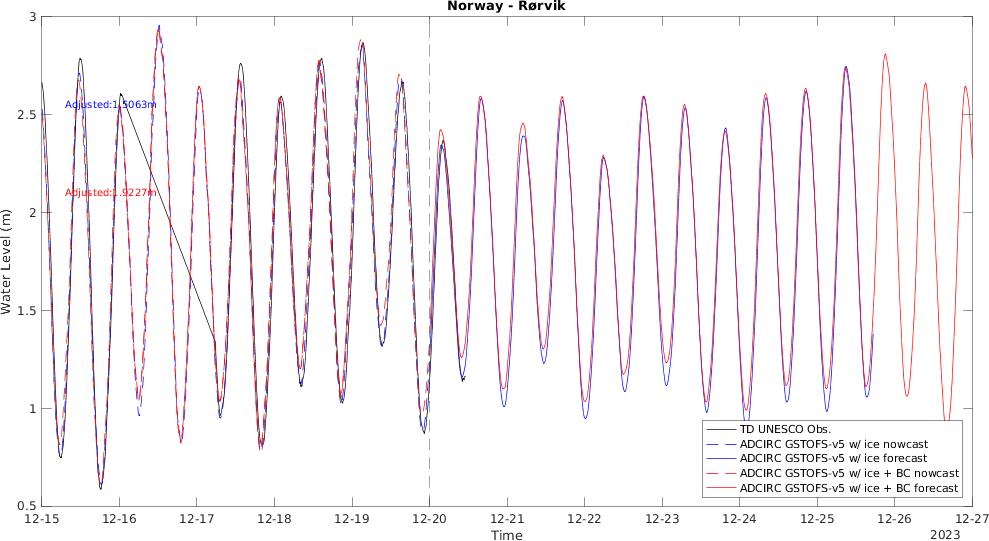 Norway - Rørvik
3
2.5
2
1.5
1
0.5
Water Level (m)
Adjusted:1.5063m
Adjusted:1.9227m
TD UNESCO Obs.
ADCIRC GSTOFS-v5 w/ ice nowcast
ADCIRC GSTOFS-v5 w/ ice forecast
ADCIRC GSTOFS-v5 w/ ice + BC nowcast
ADCIRC GSTOFS-v5 w/ ice + BC forecast
12-15 12-16 12-17 12-18 12-19 12-20 12-21 12-22 12-23 12-24 12-25 12-26 12-27
Time
2023